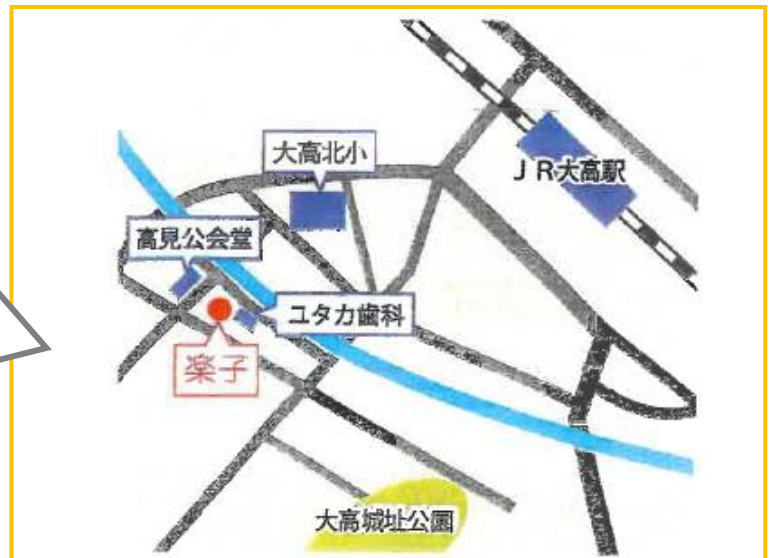 大高北小
JR大高駅
高見公会堂
ユタカ歯科
楽子
大高城址公園